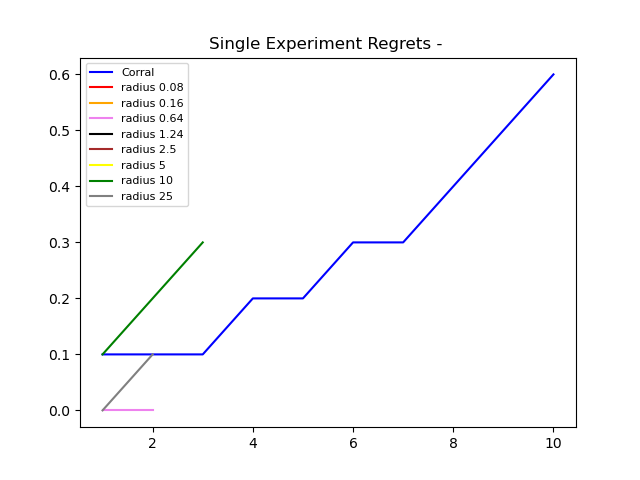 Single Experiment Regrets -
Corral
radius 0.08
radius 0.16
radius 0.64
radius 1.24
radius 2.5
radius 5
radius 10
radius 25
0.6
0.5
0.4
0.3
0.2
0.1
0.0
2 4 6 8 10